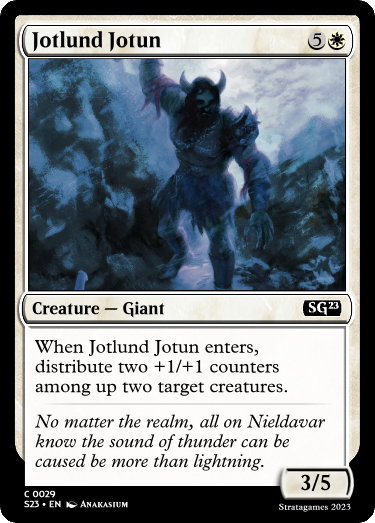 Jotlund Jotun 5
Creature — Giant SG23
When Jotlund Jotun enters,
distribute two +1/+1 counters
among up two target creatures.
No matter the realm, all on Nieldavar
know the sound of thunder can be
caused be more than lightning.
C 0029
3/5
S23 • EN Anakasium
Stratagames 2023